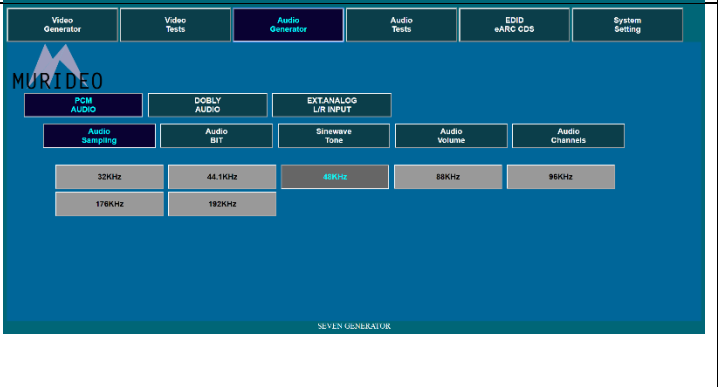 Video Generator
Video Tests
Audio Generator
Audio Tests
EDID eARC CDS
System Setting
MURIDEO
PCM AUDIO
DOBLY AUDIO
EXT.ANALOG L/R INPUT
Audio Sampling
Audio BIT
Sinewave Tone
Audio Volume
Audio Channels
32KHz
44.1KHz
48KHz
88KHz
96KHz
176KHz
192KHz
SEVEN GENERATOR